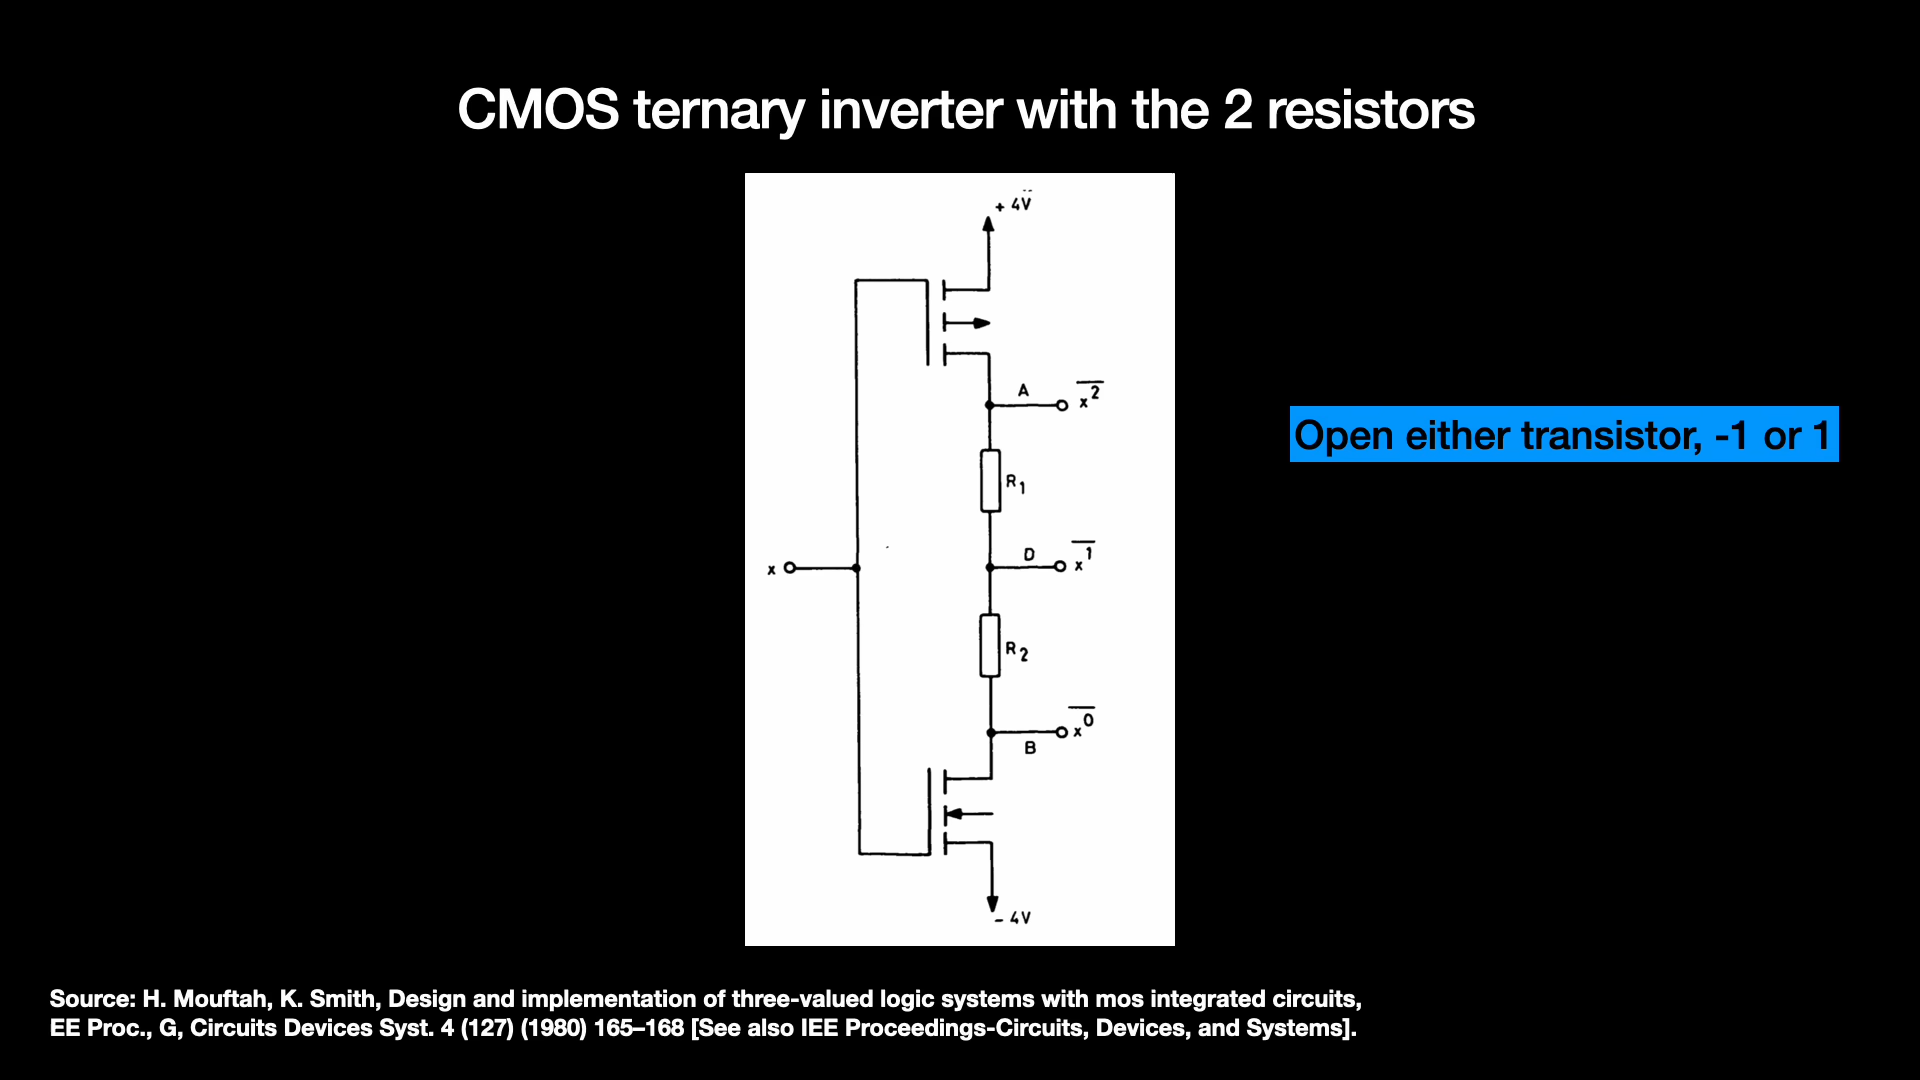 CMOS ternary inverter with the 2 resistors
+ 4V
A x̅²
R₁
Open either transistor, -1 or 1
x D x̅¹
R₂
B x̅⁰
- 4V
Source: H. Mouftah, K. Smith, Design and implementation of three-valued logic systems with mos integrated circuits,
EE Proc., G, Circuits Devices Syst. 4 (127) (1980) 165–168 [See also IEE Proceedings-Circuits, Devices, and Systems].